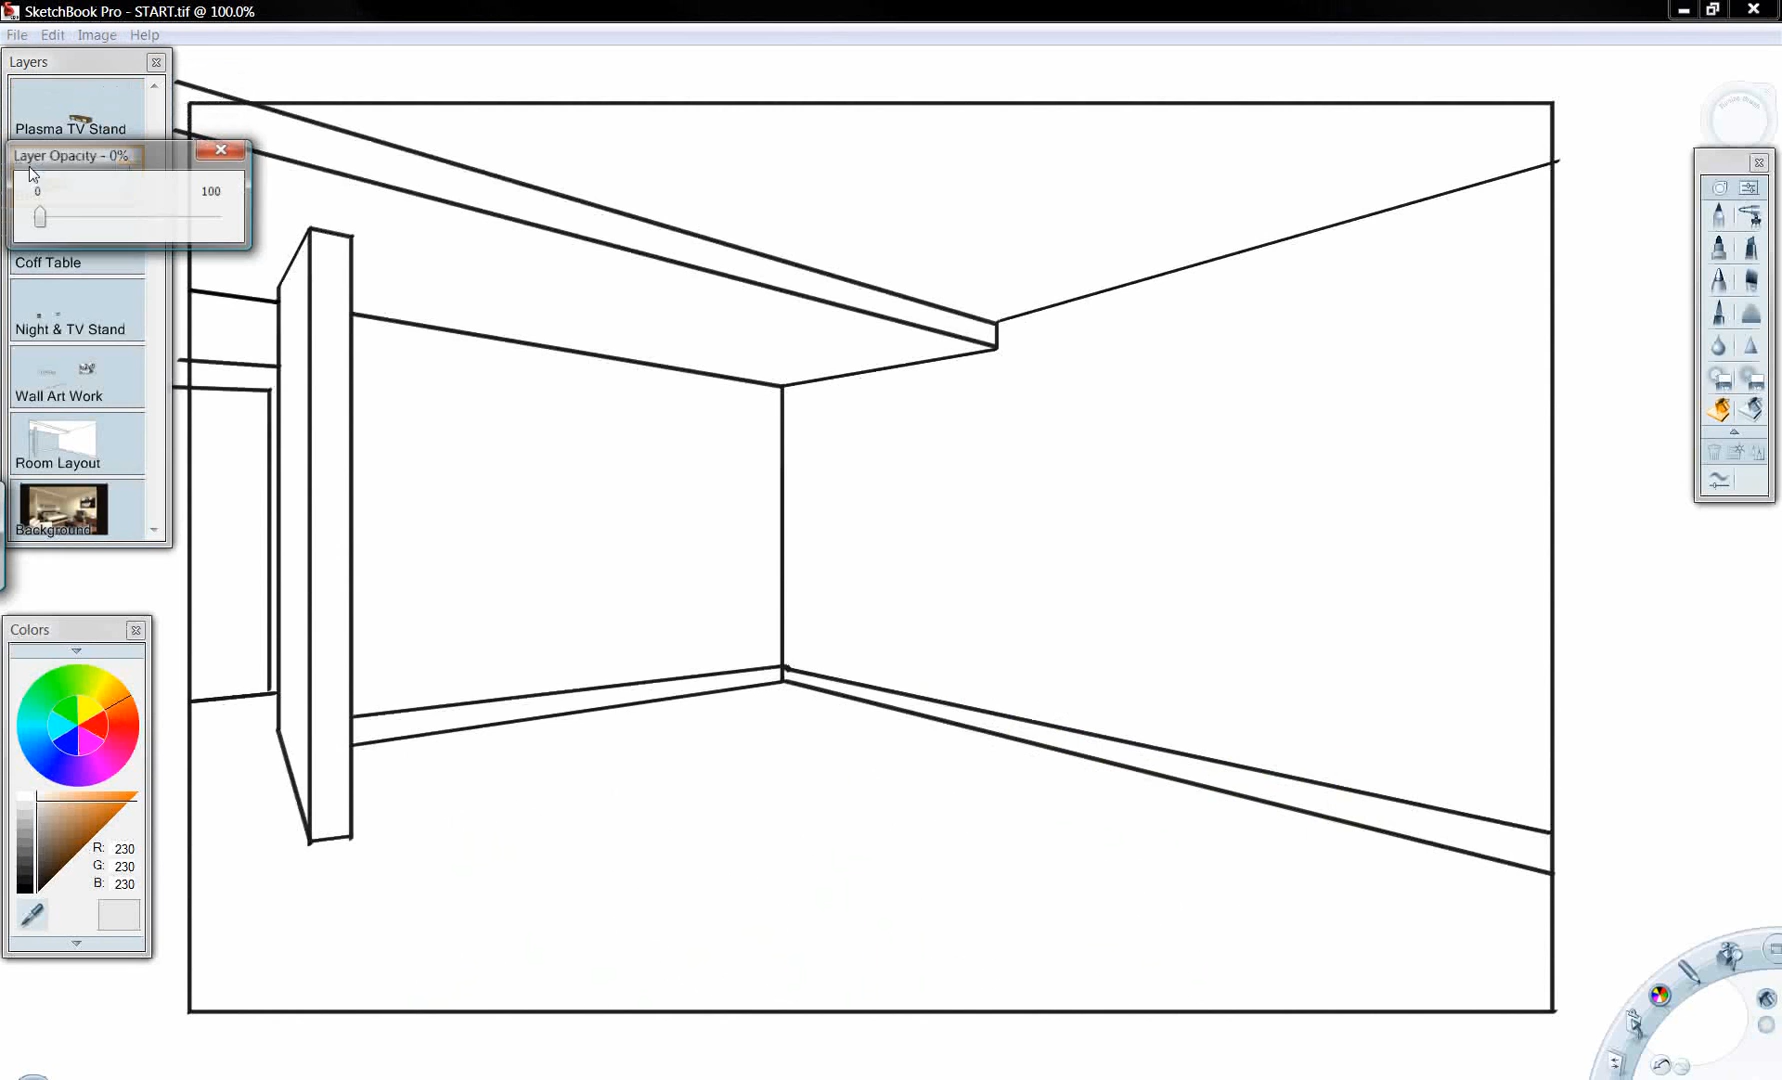 SketchBook Pro - START.tif @ 100.0%
File Edit Image Help
Layers
Plasma TV Stand
Layer Opacity - 0%
0 100
Coff Table
Night & TV Stand
Wall Art Work
Room Layout
Background
Colors
R: 230
G: 230
B: 230